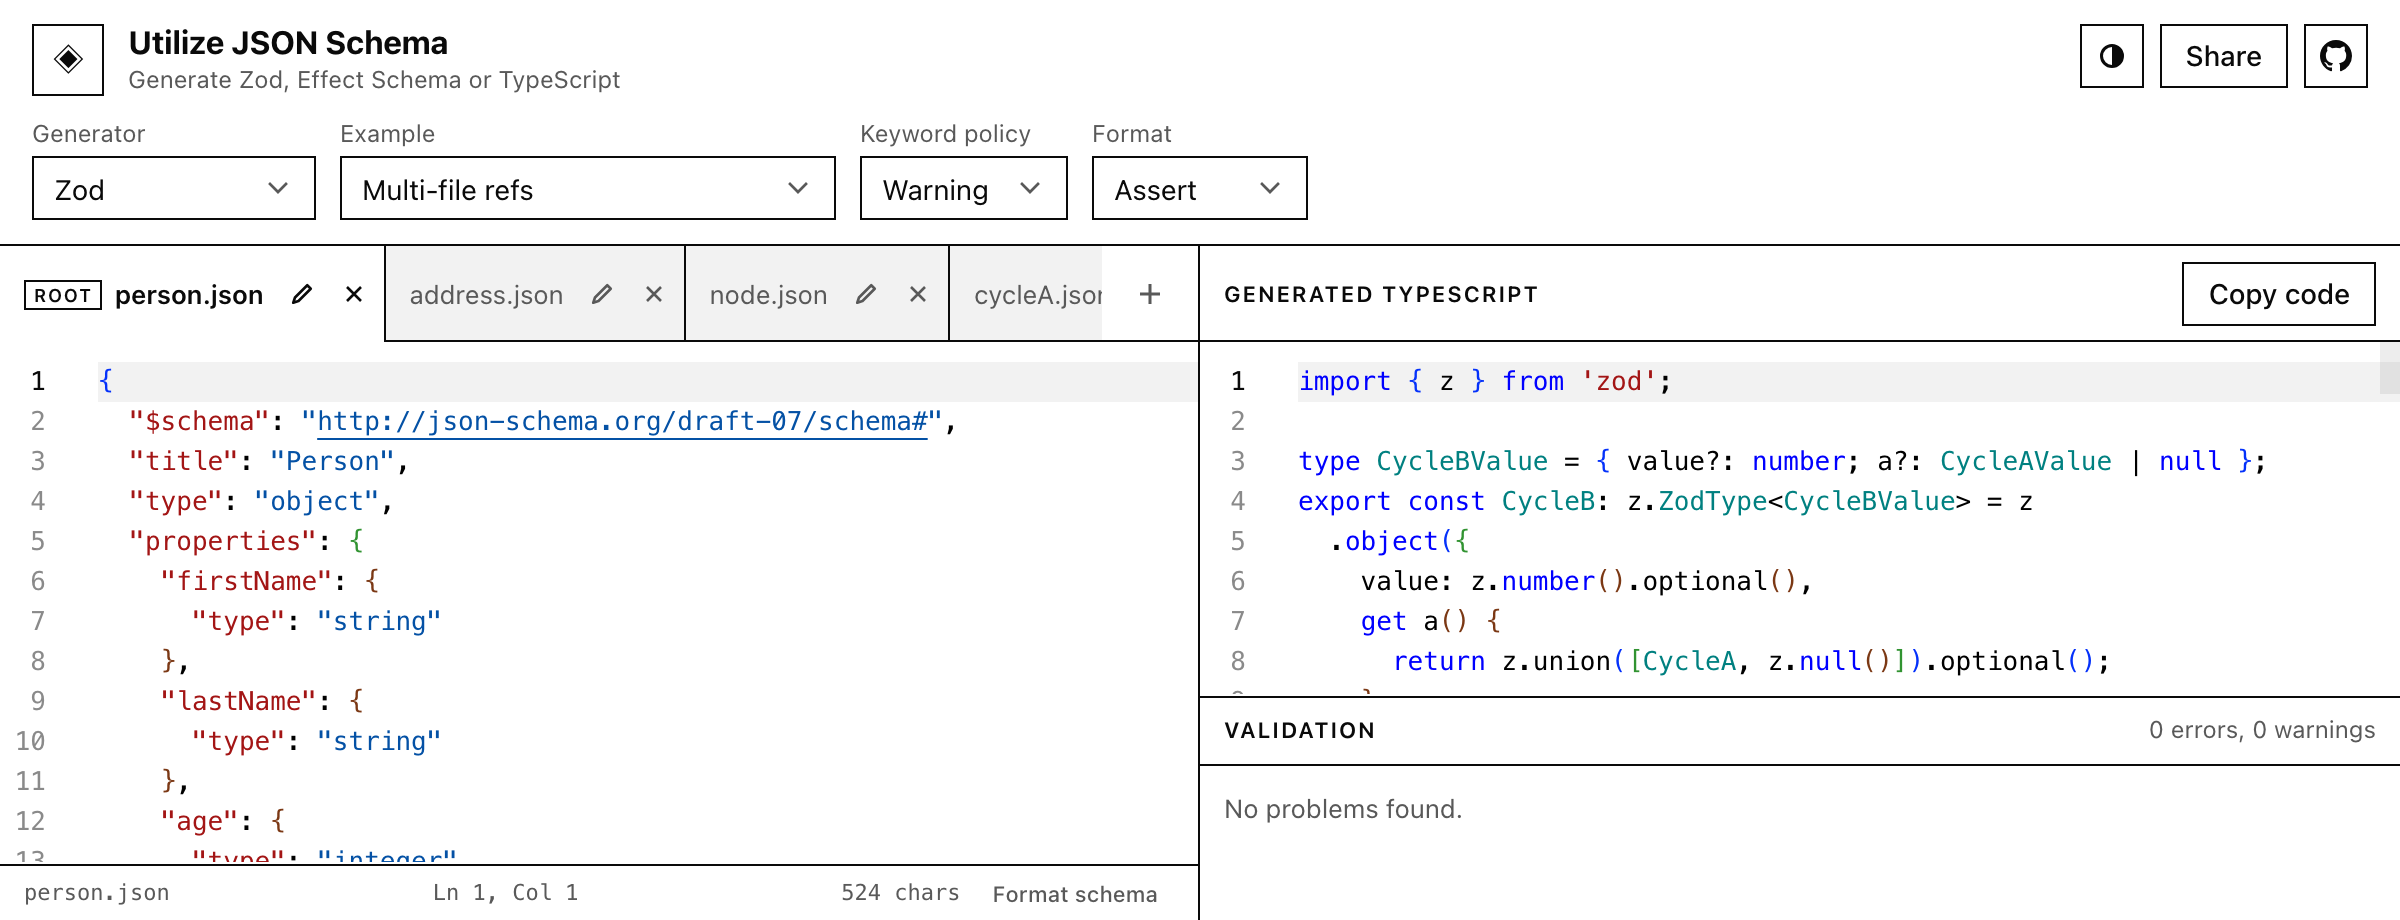 Utilize JSON Schema
Generate Zod, Effect Schema or TypeScript
Share
Generator
Example
Keyword policy
Format
Zod
Multi-file refs
Warning
Assert
ROOT person.json
address.json
node.json
cycleA.json
+
GENERATED TYPESCRIPT
Copy code
1 {
2 "$schema": "http://json-schema.org/draft-07/schema#",
3 "title": "Person",
4 "type": "object",
5 "properties": {
6 "firstName": {
7 "type": "string"
8 },
9 "lastName": {
10 "type": "string"
11 },
12 "age": {
13 "type": "integer"
person.json
Ln 1, Col 1
524 chars
Format schema
1 import { z } from 'zod';
2
3 type CycleBValue = { value?: number; a?: CycleAValue | null };
4 export const CycleB: z.ZodType<CycleBValue> = z
5 .object({
6 value: z.number().optional(),
7 get a() {
8 return z.union([CycleA, z.null()]).optional();
9 }
VALIDATION
0 errors, 0 warnings
No problems found.